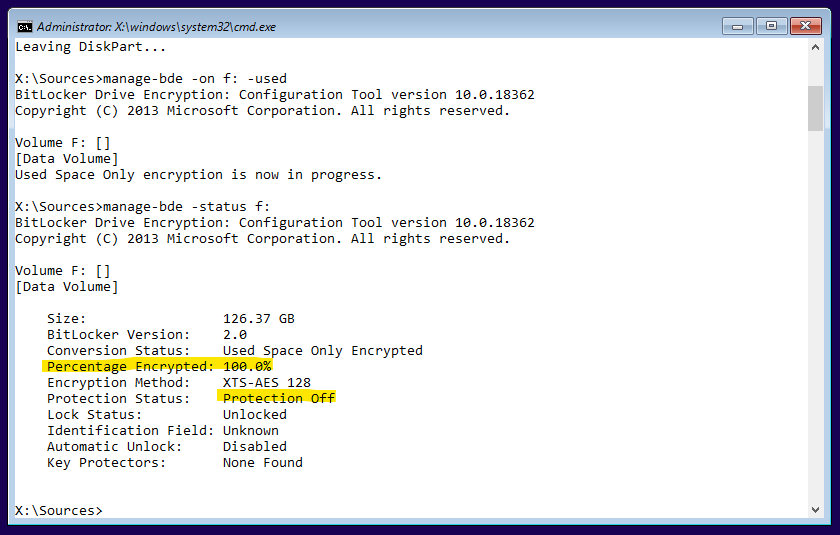 Administrator: X:\windows\system32\cmd.exe
Leaving DiskPart...
X:\Sources>manage-bde -on f: -used
BitLocker Drive Encryption: Configuration Tool version 10.0.18362
Copyright (C) 2013 Microsoft Corporation. All rights reserved.
Volume F: []
[Data Volume]
Used Space Only encryption is now in progress.
X:\Sources>manage-bde -status f:
BitLocker Drive Encryption: Configuration Tool version 10.0.18362
Copyright (C) 2013 Microsoft Corporation. All rights reserved.
Volume F: []
[Data Volume]
Size: 126.37 GB
BitLocker Version: 2.0
Conversion Status: Used Space Only Encrypted
Percentage Encrypted: 100.0%
Encryption Method: XTS-AES 128
Protection Status: Protection Off
Lock Status: Unlocked
Identification Field: Unknown
Automatic Unlock: Disabled
Key Protectors: None Found
X:\Sources>